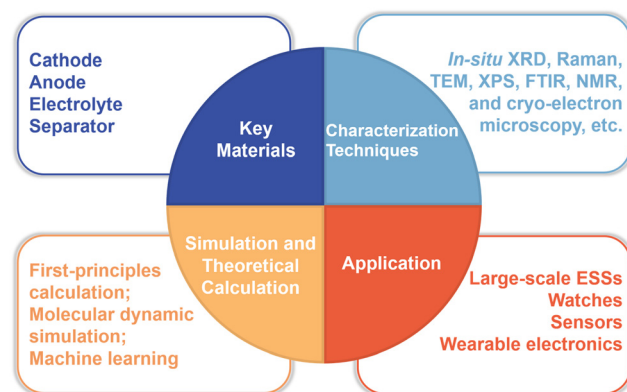 Cathode
Anode
Electrolyte
Separator
In-situ XRD, Raman,
TEM, XPS, FTIR, NMR,
and cryo-electron
microscopy, etc.
Key
Materials
Characterization
Techniques
Simulation and
Theoretical
Calculation
Application
First-principles
calculation;
Molecular dynamic
simulation;
Machine learning
Large-scale ESSs
Watches
Sensors
Wearable electronics